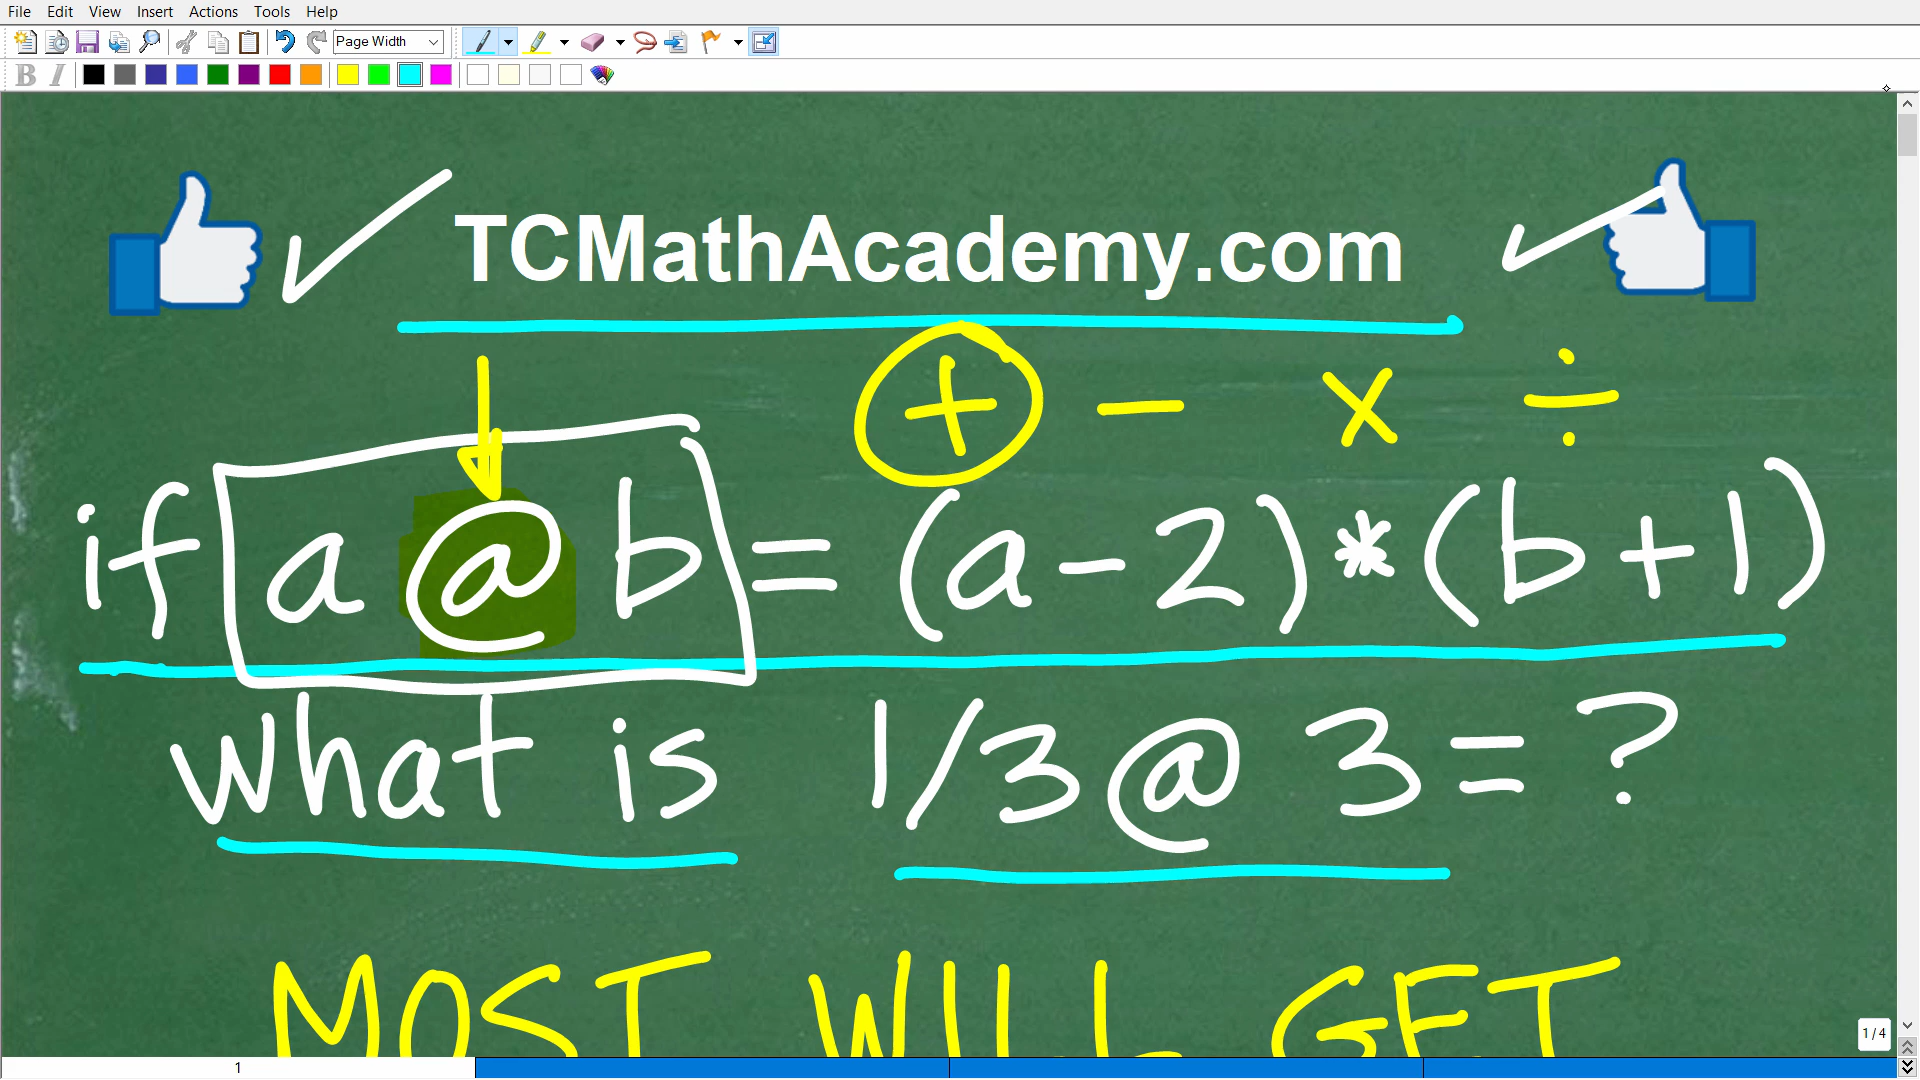 File Edit View Insert Actions Tools Help
Page Width
B I
TCMathAcademy.com
+ − x ÷
if a @ b = (a-2)*(b+1)
what is 1/3@ 3=?
MOST WILL GET
1 / 4
1